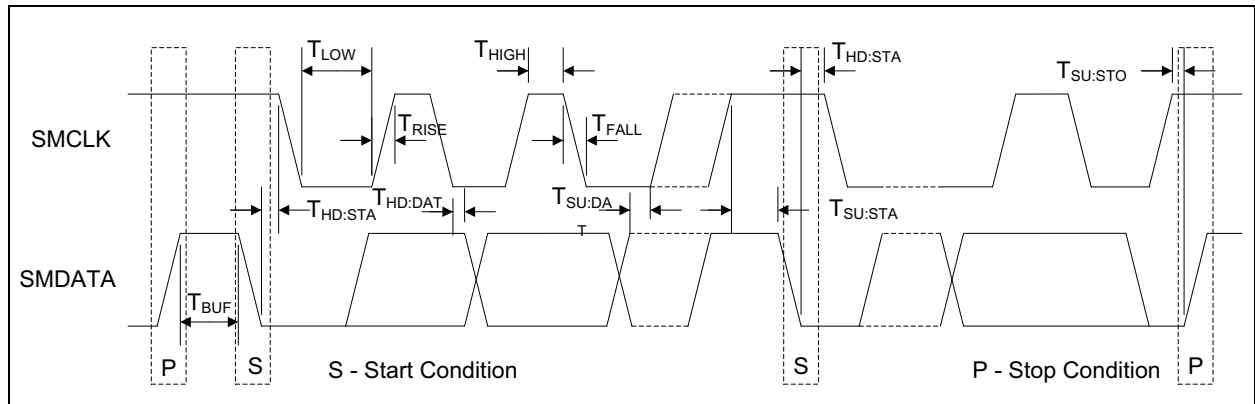 TLOW
THIGH
THD:STA
TSU:STO
SMCLK
TRISE
TFALL
THD:STA
THD:DAT
TSU:DA
T
TSU:STA
SMDATA
TBUF
P
S
S - Start Condition
S
P - Stop Condition
P